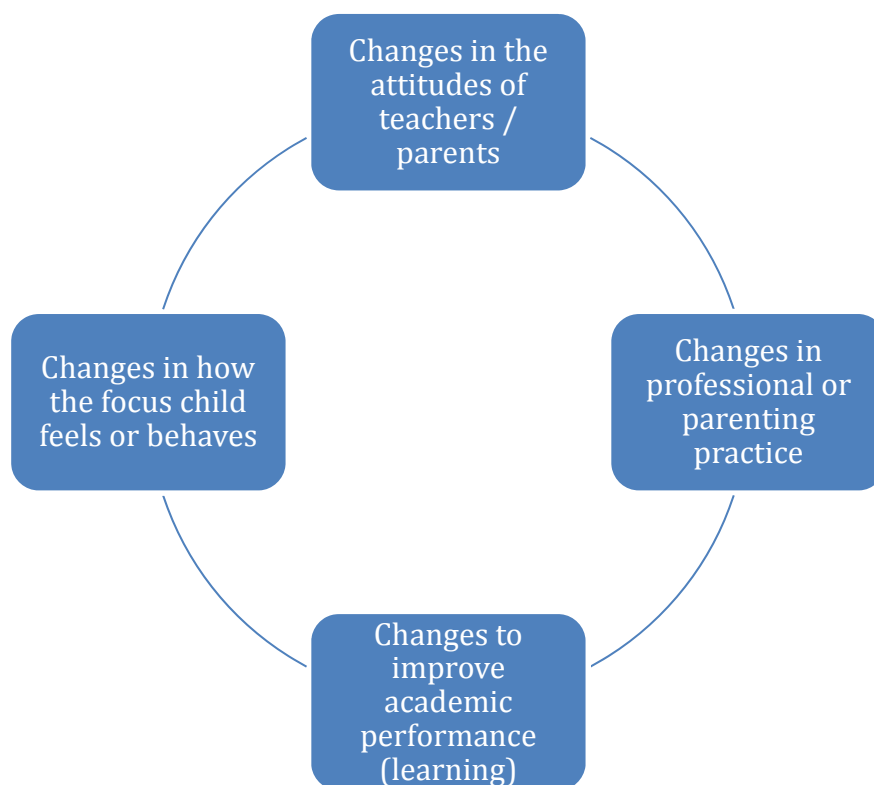 Changes in the
attitudes of
teachers /
parents
Changes in how
the focus child
feels or behaves
Changes in
professional or
parenting
practice
Changes to
improve
academic
performance
(learning)